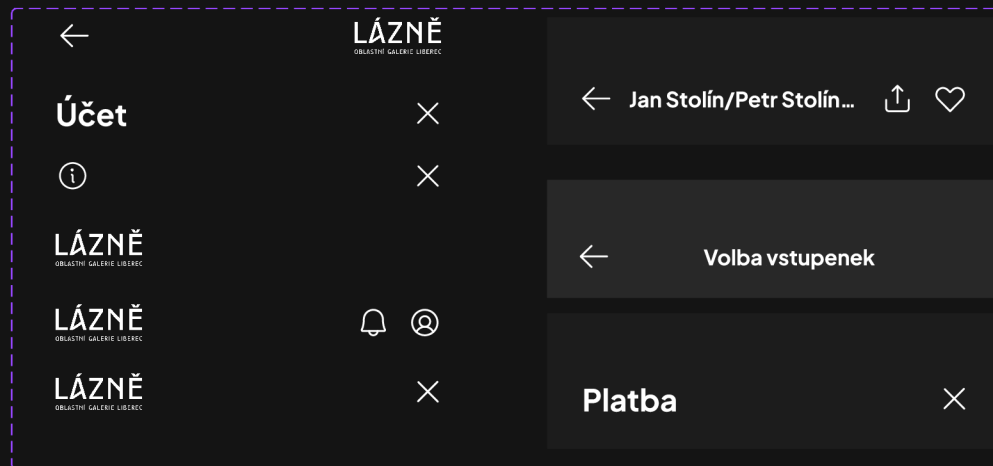 LÁZNĚ
OBLASTNÍ GALERIE LIBEREC
Účet
LÁZNĚ
OBLASTNÍ GALERIE LIBEREC
LÁZNĚ
OBLASTNÍ GALERIE LIBEREC
LÁZNĚ
OBLASTNÍ GALERIE LIBEREC
Jan Stolín/Petr Stolín...
Volba vstupenek
Platba